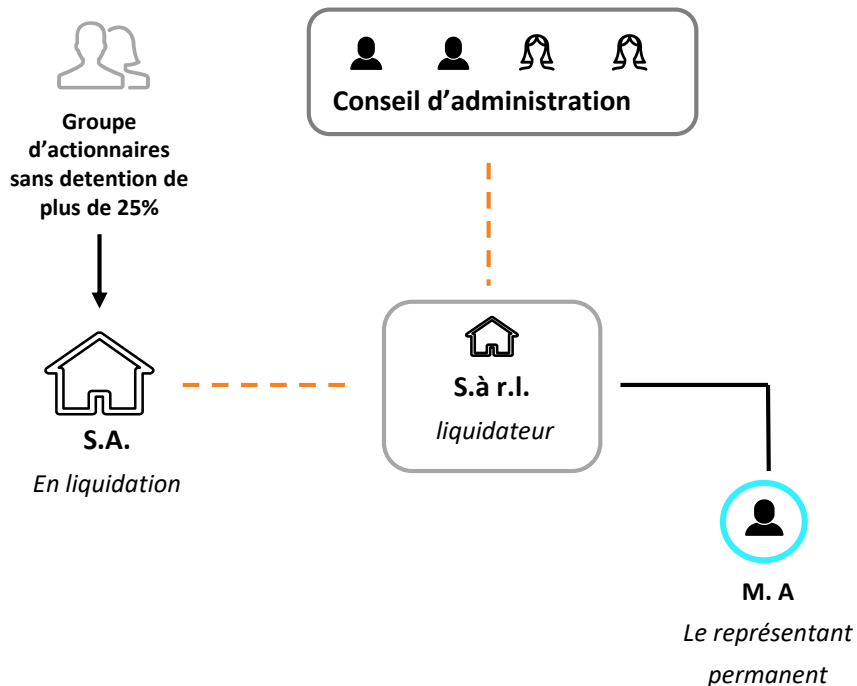 Groupe
d'actionnaires
sans detention de
plus de 25%
Conseil d'administration
S.A.
En liquidation
S.à r.l.
liquidateur
M. A
Le représentant
permanent